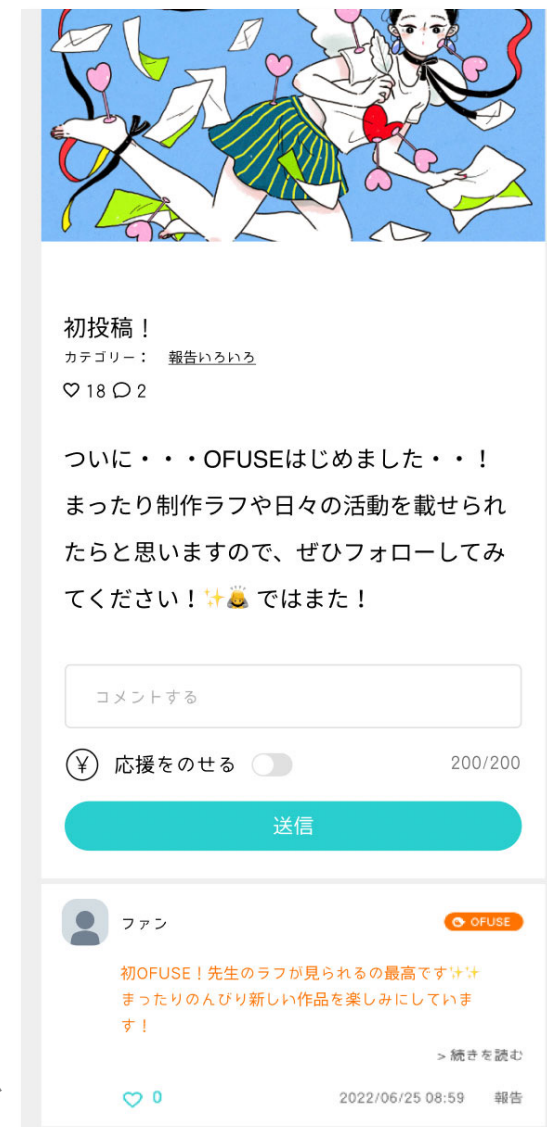 初投稿！
カテゴリー： 報告いろいろ
♡ 18 💬 2
ついに・・・OFUSEはじめました・・！
まったり制作ラフや日々の活動を載せられ
たらと思いますので、ぜひフォローしてみ
てください！✨🙇 ではまた！
コメントする
¥ 応援をのせる 200/200
送信
ファン OFUSE
初OFUSE！先生のラフが見られるの最高です✨✨
まったりのんびり新しい作品を楽しみにしていま
す！
> 続きを読む
♡ 0 2022/06/25 08:59 報告